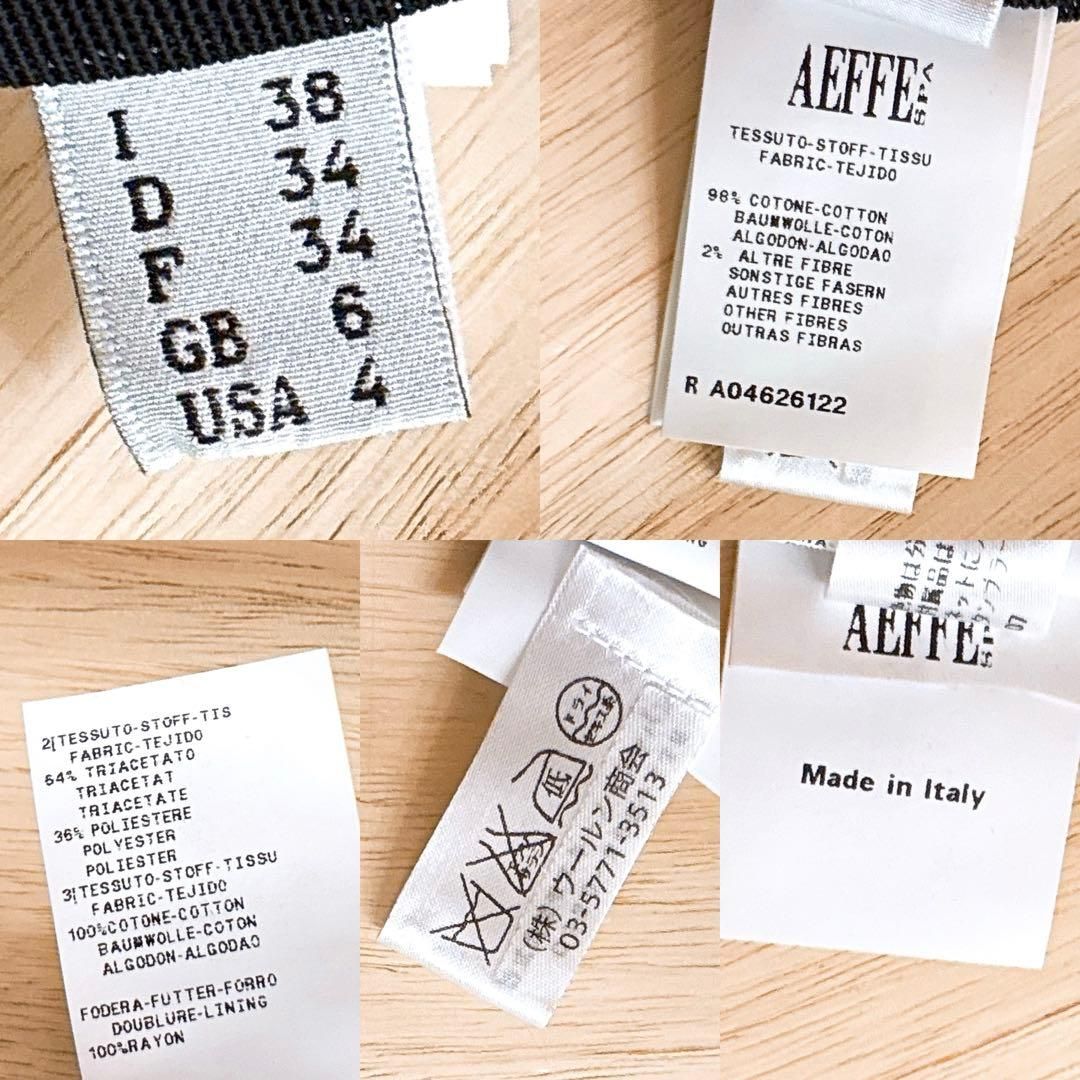 I 38
D 34
F 34
GB 6
USA 4
AEFFE SPA
TESSUTO-STOFF-TISSU
FABRIC-TEJIDO
98% COTONE-COTTON
BAUMWOLLE-COTON
ALGODON-ALGODAO
2% ALTRE FIBRE
SONSTIGE FASERN
AUTRES FIBRES
OTHER FIBRES
OUTRAS FIBRAS
R A04626122
2[TESSUTO-STOFF-TIS
FABRIC-TEJIDO
64% TRIACETATO
TRIACETAT
TRIACETATE
36% POLIESTERE
POLYESTER
POLIESTER
3[TESSUTO-STOFF-TISSU
FABRIC-TEJIDO
100%COTONE-COTTON
BAUMWOLLE-COTON
ALGODON-ALGODAO
FODERA-FUTTER-FORRO
DOUBLURE-LINING
100%RAYON
ドライ
低
(株)ウールン商会
03-5771-3513
AEFFE
Made in Italy